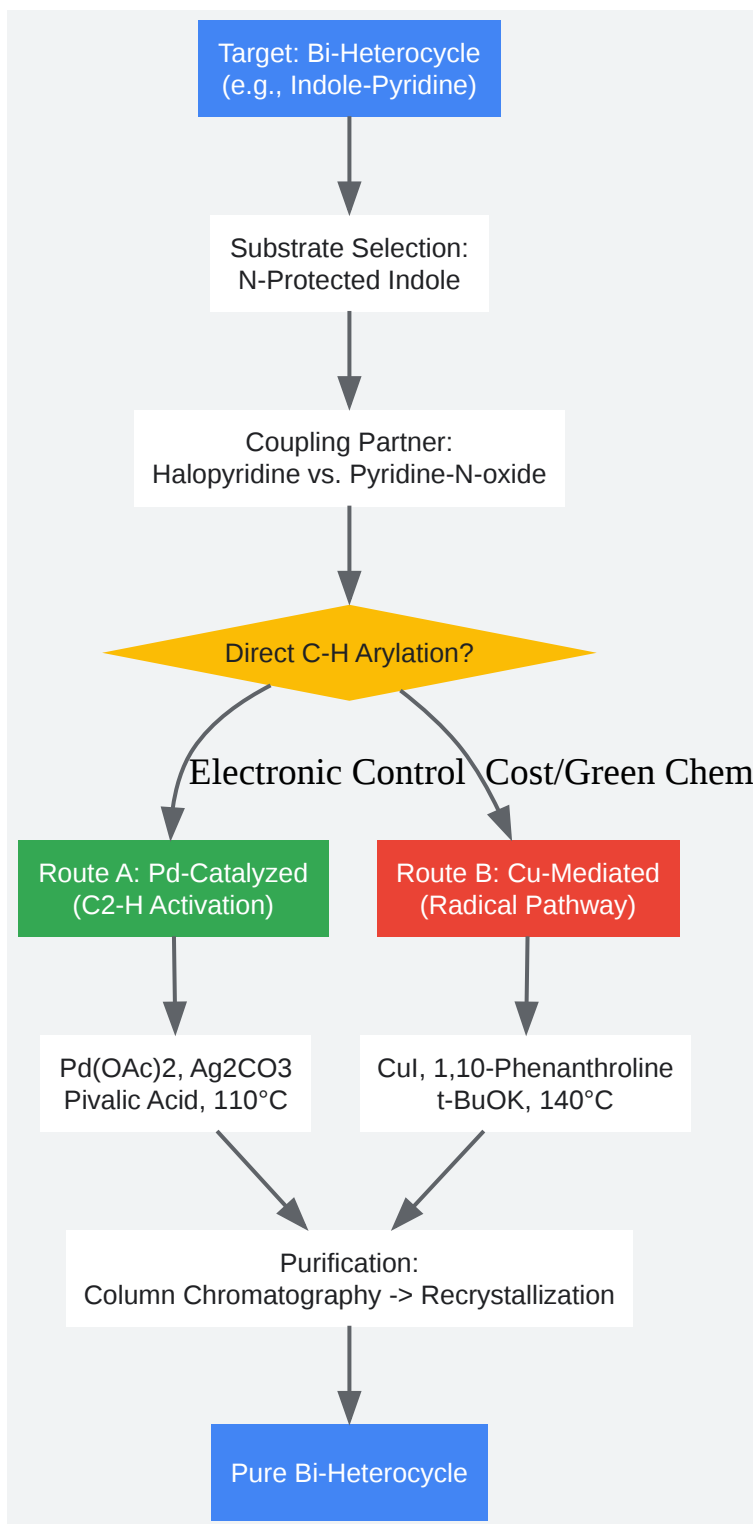 Target: Bi-Heterocycle
(e.g., Indole-Pyridine)
Substrate Selection:
N-Protected Indole
Coupling Partner:
Halopyridine vs. Pyridine-N-oxide
Direct C-H Arylation?
Electronic Control
Cost/Green Chem
Route A: Pd-Catalyzed
(C2-H Activation)
Route B: Cu-Mediated
(Radical Pathway)
Pd(OAc)2, Ag2CO3
Pivalic Acid, 110°C
CuI, 1,10-Phenanthroline
t-BuOK, 140°C
Purification:
Column Chromatography -> Recrystallization
Pure Bi-Heterocycle